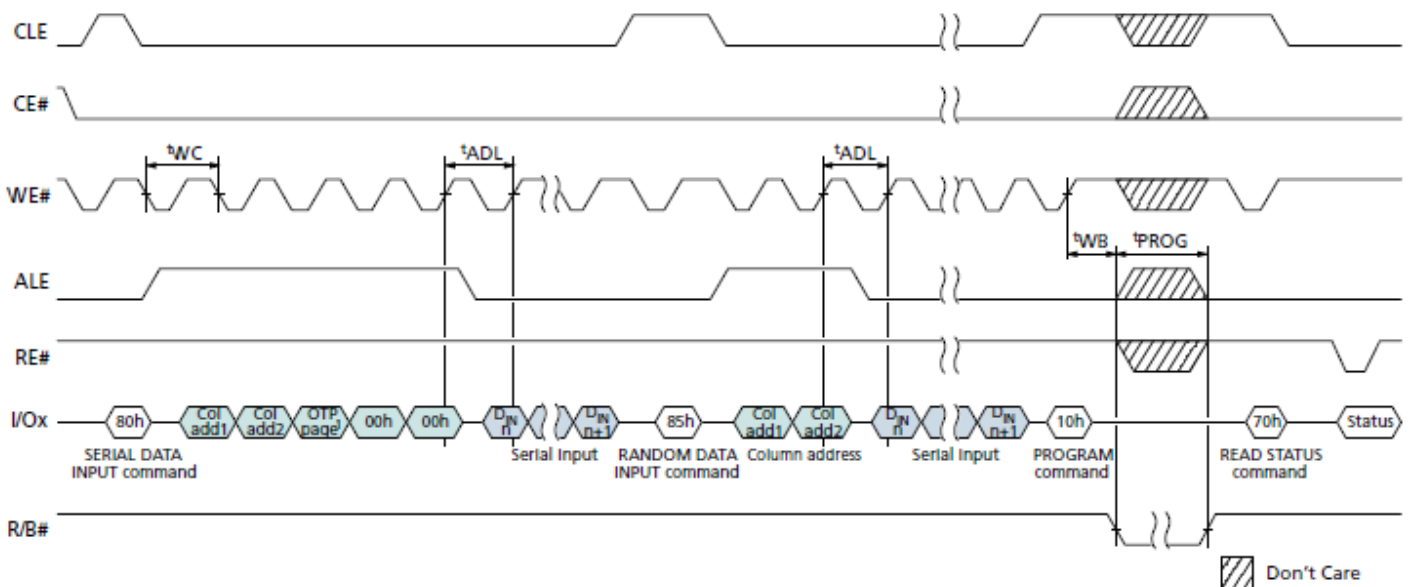 CLE
CE#
tWC
tADL
tADL
WE#
tWB
tPROG
ALE
RE#
I/Ox
80h
Col add1
Col add2
OTP page1
00h
00h
DIN n
DIN n+1
85h
Col add1
Col add2
DIN n
DIN n+1
10h
70h
Status
SERIAL DATA
INPUT command
Serial input
RANDOM DATA
INPUT command
Column address
Serial input
PROGRAM
command
READ STATUS
command
R/B#
Don't Care